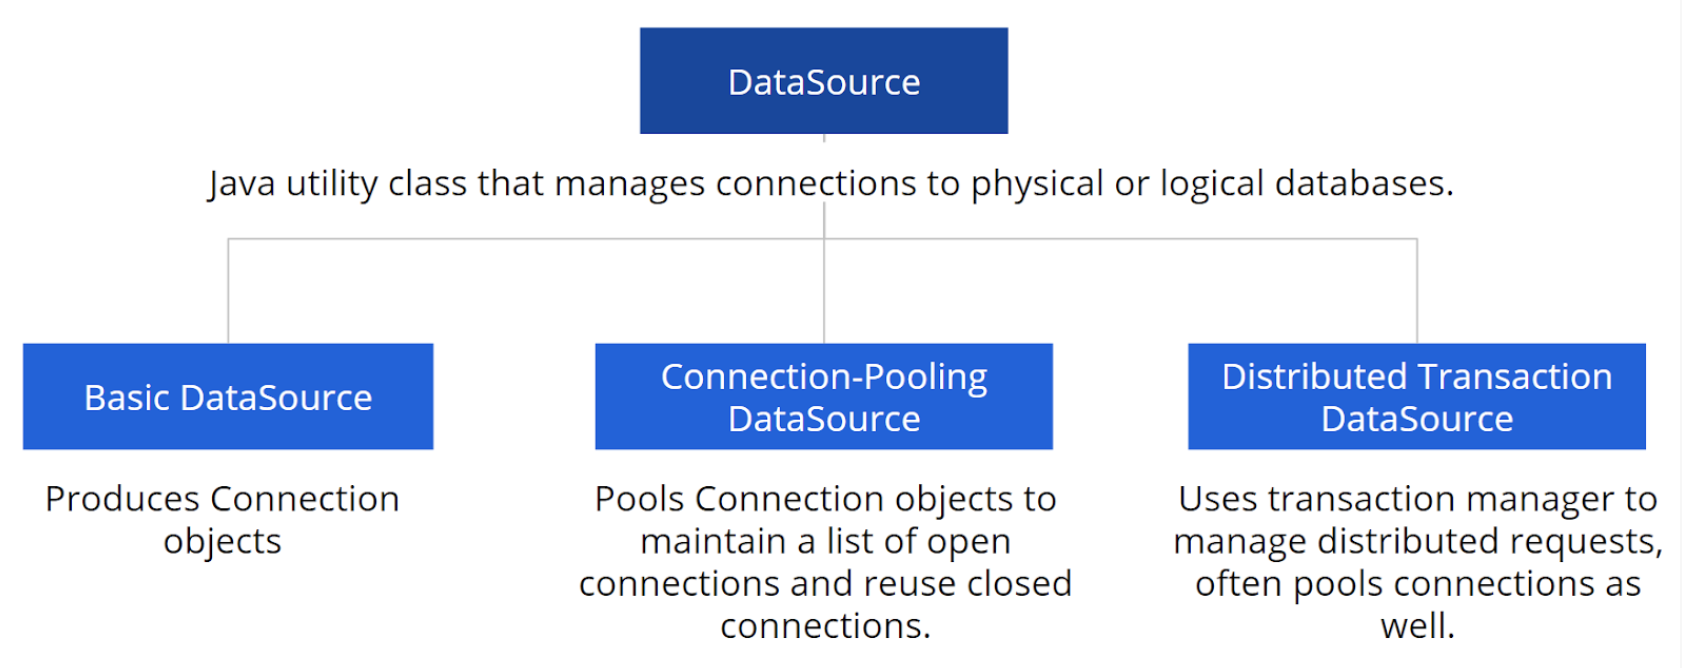 DataSource
Java utility class that manages connections to physical or logical databases.
Basic DataSource
Produces Connection
objects
Connection-Pooling
DataSource
Pools Connection objects to
maintain a list of open
connections and reuse closed
connections.
Distributed Transaction
DataSource
Uses transaction manager to
manage distributed requests,
often pools connections as
well.